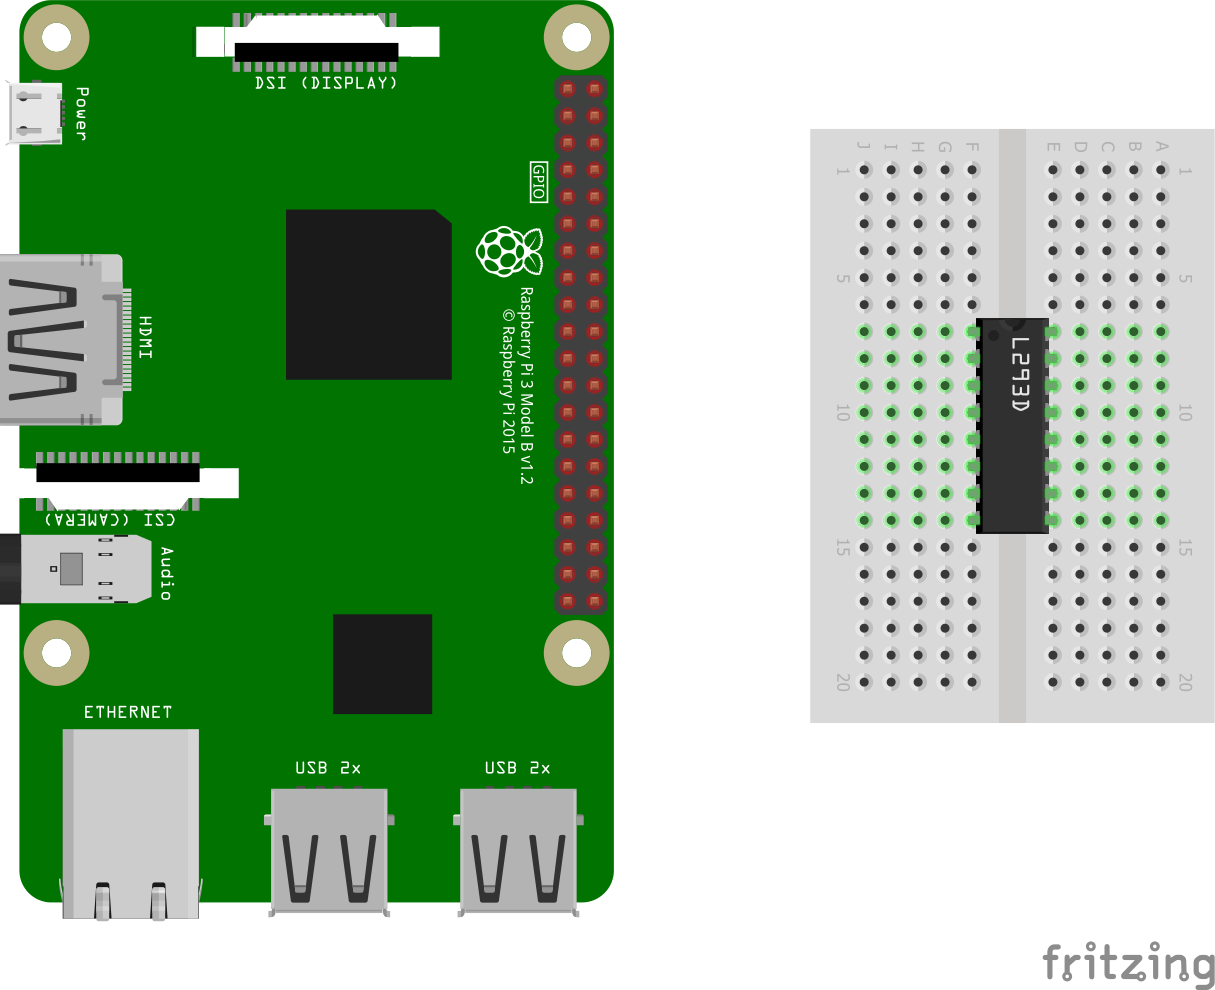 DSI (DISPLAY)
Power
GPIO
Raspberry Pi 3 Model B v1.2
© Raspberry Pi 2015
HDMI
CSI (CAMERA)
Audio
ETHERNET
USB 2x
USB 2x
J I H G F E D C B A
1 1
5 5
L293D
10 10
15 15
20 20
fritzing